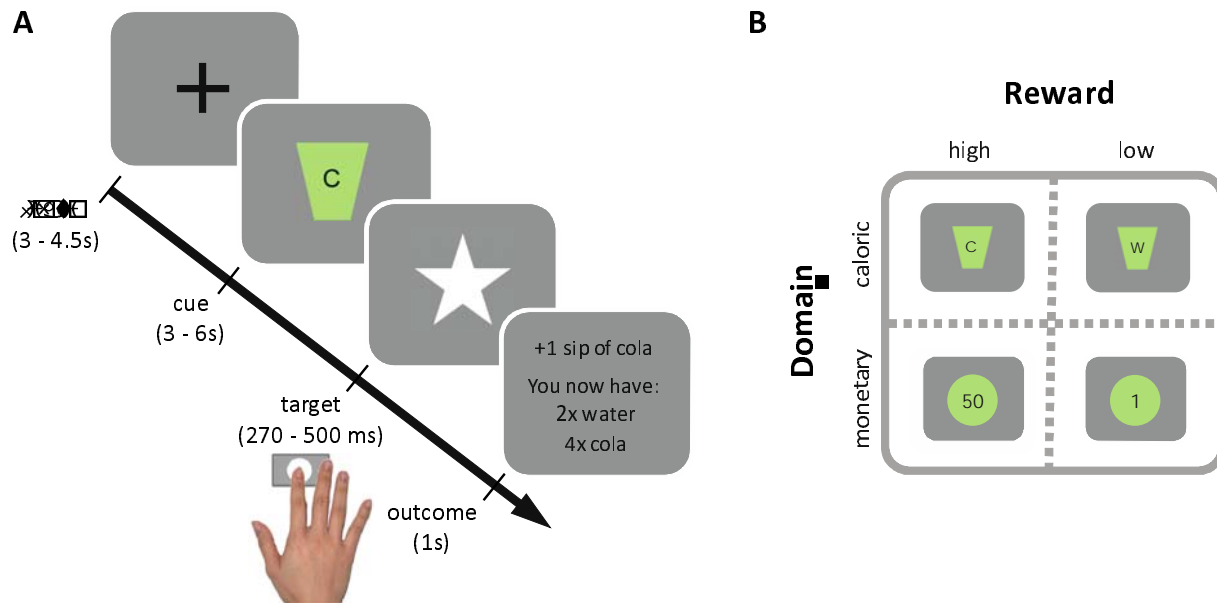 A
C
(3 - 4.5s)
cue
(3 - 6s)
target
(270 - 500 ms)
+1 sip of cola
You now have:
2x water
4x cola
outcome
(1s)
B
Reward
high
low
Domain
caloric
C
W
monetary
50
1